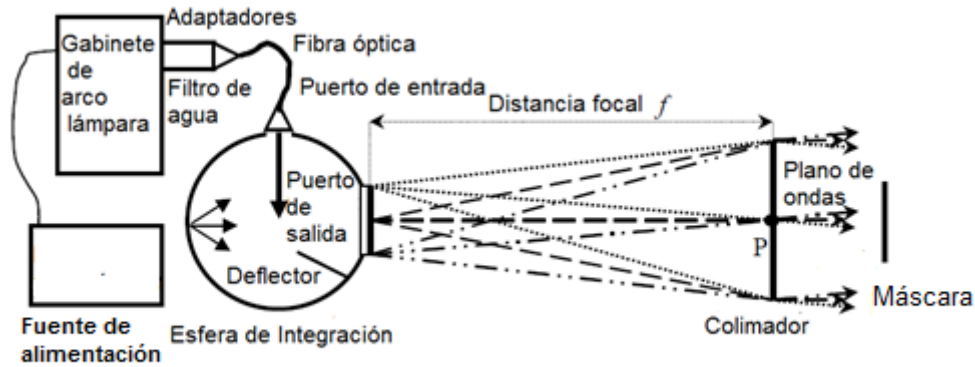 Adaptadores
Gabinete
de
arco
lámpara
Fibra óptica
Filtro de
agua
Puerto de entrada
Distancia focal f
Puerto
de
salida
Plano de
ondas
P
Deflector
Máscara
Fuente de
alimentación
Esfera de Integración
Colimador